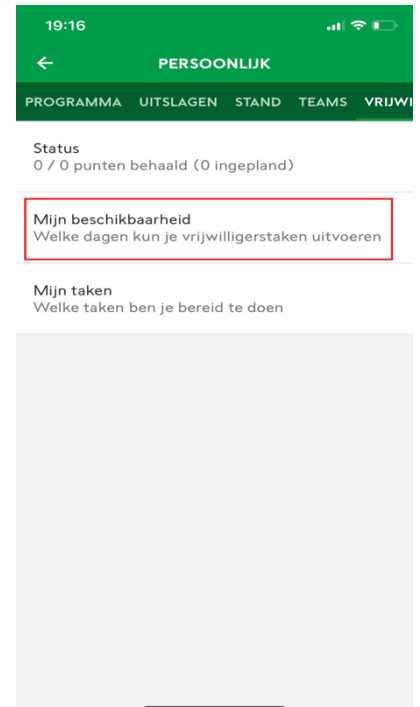 19:16
PERSOONLIJK
PROGRAMMA UITSLAGEN STAND TEAMS VRIJWI
Status
0 / 0 punten behaald (0 ingepland)
Mijn beschikbaarheid
Welke dagen kun je vrijwilligerstaken uitvoeren
Mijn taken
Welke taken ben je bereid te doen